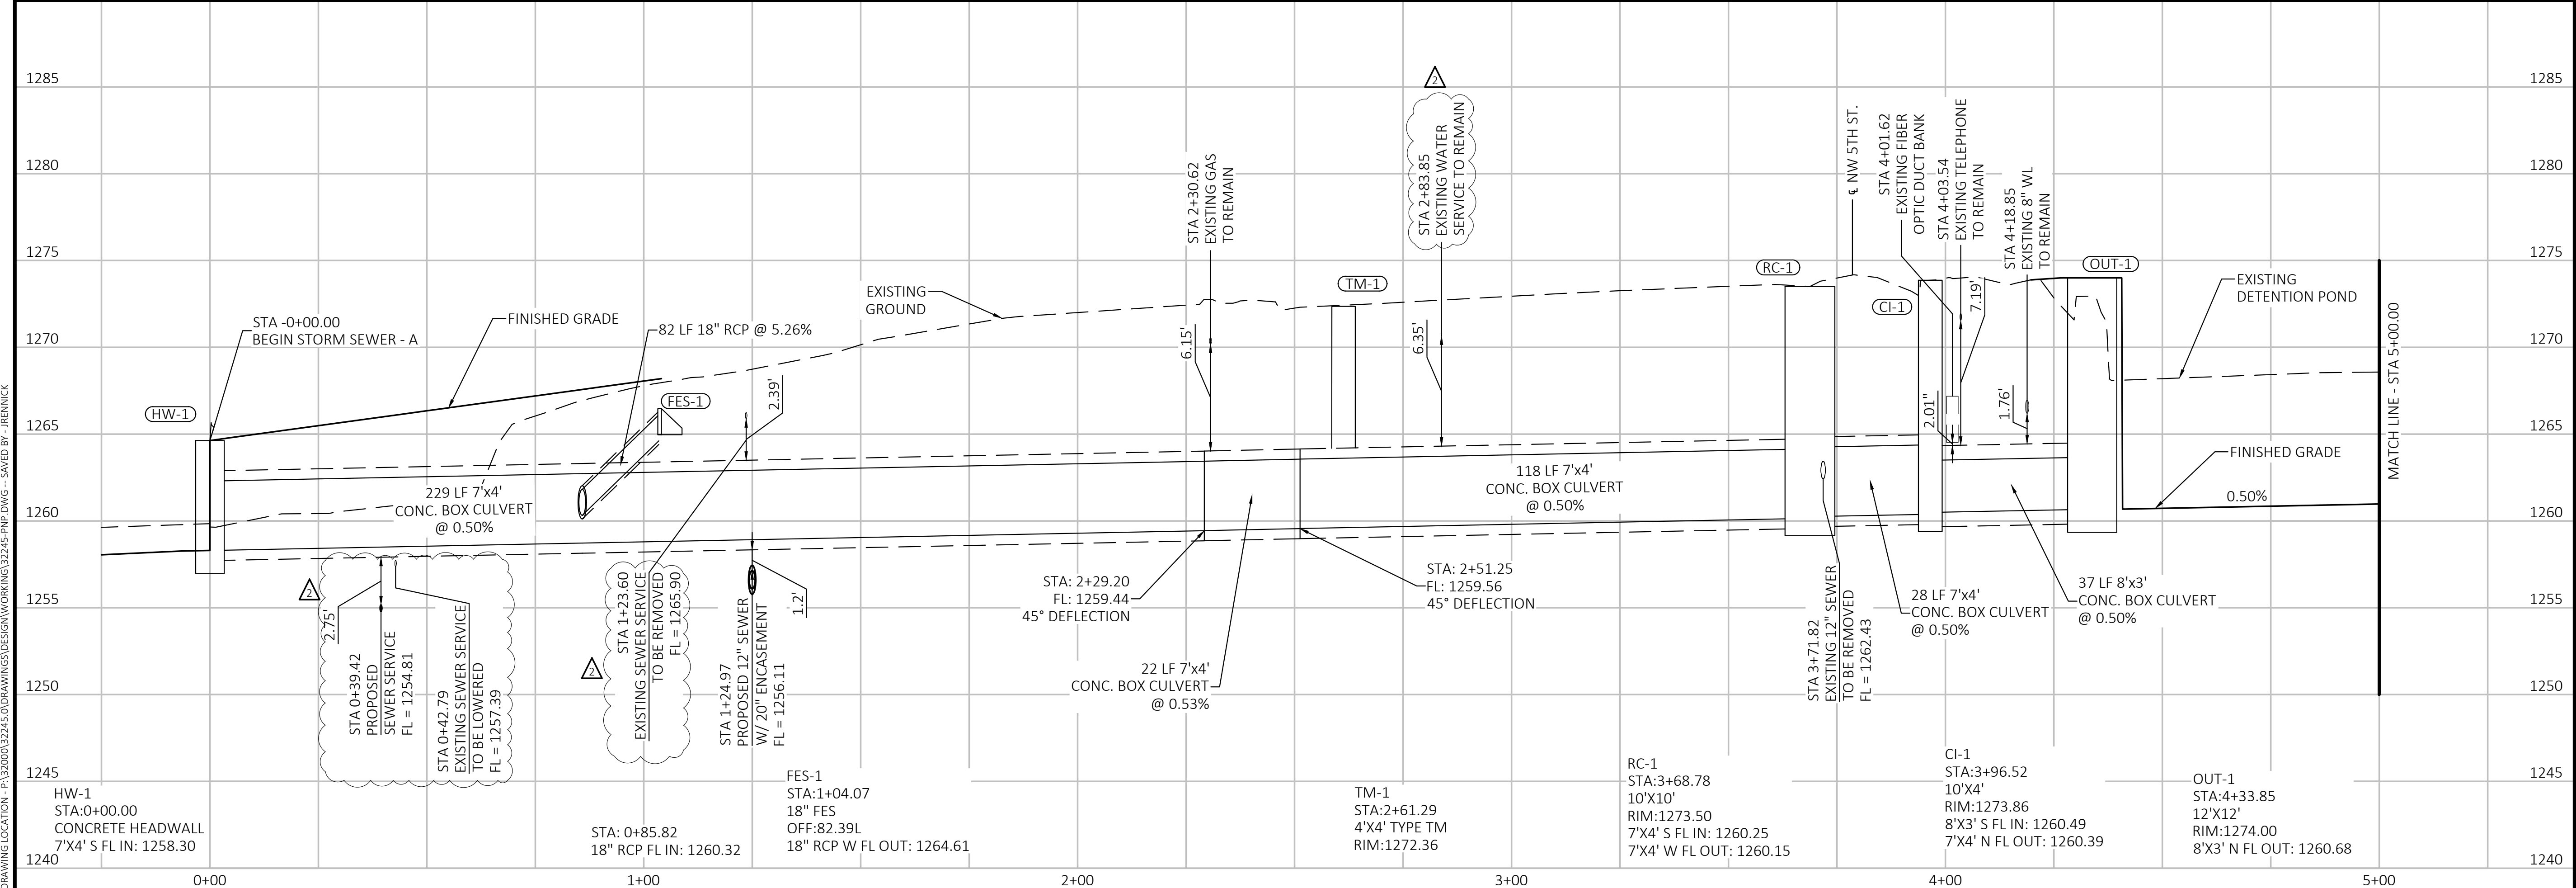 1285
1280
1275
1270
1265
1260
1255
1250
1245
1240
1285
1280
1275
1270
1265
1260
1255
1250
1245
1240
DRAWING LOCATION - P:\32000\32245.0\DRAWINGS\DESIGN\WORKING\32245-PNP.DWG -- SAVED BY - JRENNICK
HW-1
STA -0+00.00
BEGIN STORM SEWER - A
FINISHED GRADE
82 LF 18" RCP @ 5.26%
FES-1
EXISTING
GROUND
2.39'
229 LF 7'x4'
CONC. BOX CULVERT
@ 0.50%
2
2.75'
STA 0+39.42
PROPOSED
SEWER SERVICE
FL = 1254.81
STA 0+42.79
EXISTING SEWER SERVICE
TO BE LOWERED
FL = 1257.39
2
STA 1+23.60
EXISTING SEWER SERVICE
TO BE REMOVED
FL = 1265.90
STA 1+24.97
PROPOSED 12" SEWER
W/ 20" ENCASEMENT
FL = 1256.11
1.2'
STA 2+30.62
EXISTING GAS
TO REMAIN
6.15'
TM-1
2
STA 2+83.85
EXISTING WATER
SERVICE TO REMAIN
6.35'
STA: 2+29.20
FL: 1259.44
45° DEFLECTION
22 LF 7'x4'
CONC. BOX CULVERT
@ 0.53%
STA: 2+51.25
FL: 1259.56
45° DEFLECTION
118 LF 7'x4'
CONC. BOX CULVERT
@ 0.50%
RC-1
℄ NW 5TH ST.
STA 4+01.62
EXISTING FIBER
OPTIC DUCT BANK
STA 4+03.54
EXISTING TELEPHONE
TO REMAIN
STA 4+18.85
EXISTING 8" WL
TO REMAIN
CI-1
7.19'
2.01"
1.76'
OUT-1
EXISTING
DETENTION POND
FINISHED GRADE
0.50%
MATCH LINE - STA 5+00.00
STA 3+71.82
EXISTING 12" SEWER
TO BE REMOVED
FL = 1262.43
28 LF 7'x4'
CONC. BOX CULVERT
@ 0.50%
37 LF 8'x3'
CONC. BOX CULVERT
@ 0.50%
HW-1
STA:0+00.00
CONCRETE HEADWALL
7'X4' S FL IN: 1258.30
STA: 0+85.82
18" RCP FL IN: 1260.32
FES-1
STA:1+04.07
18" FES
OFF:82.39L
18" RCP W FL OUT: 1264.61
TM-1
STA:2+61.29
4'X4' TYPE TM
RIM:1272.36
RC-1
STA:3+68.78
10'X10'
RIM:1273.50
7'X4' S FL IN: 1260.25
7'X4' W FL OUT: 1260.15
CI-1
STA:3+96.52
10'X4'
RIM:1273.86
8'X3' S FL IN: 1260.49
7'X4' N FL OUT: 1260.39
OUT-1
STA:4+33.85
12'X12'
RIM:1274.00
8'X3' N FL OUT: 1260.68
0+00
1+00
2+00
3+00
4+00
5+00